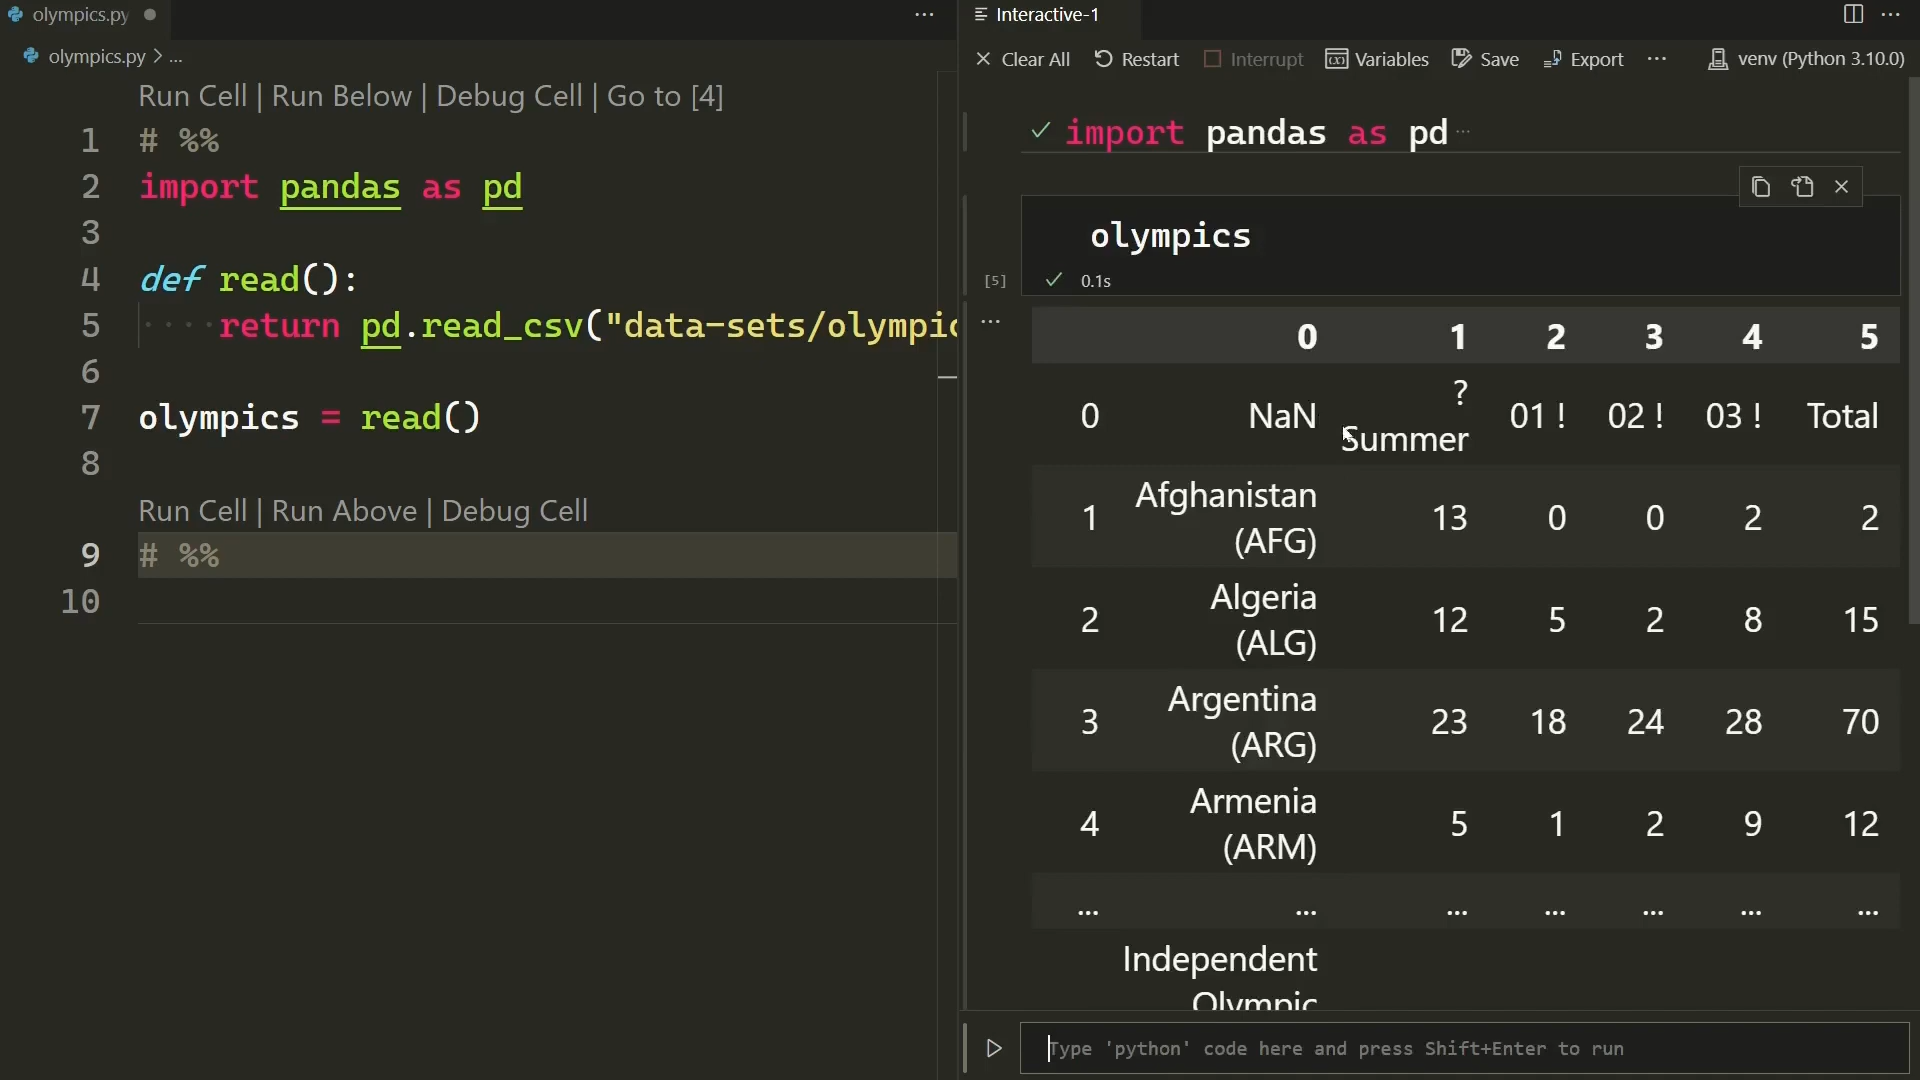 olympics.py
olympics.py > ...
Run Cell | Run Below | Debug Cell | Go to [4]
1 # %%
2 import pandas as pd
3
4 def read():
5 return pd.read_csv("data-sets/olympic
6
7 olympics = read()
8
Run Cell | Run Above | Debug Cell
9 # %%
10
Interactive-1
Clear All Restart Interrupt Variables Save Export ... venv (Python 3.10.0)
import pandas as pd ...
olympics
[5] 0.1s
0 1 2 3 4 5
0 NaN ? Summer 01 ! 02 ! 03 ! Total
1 Afghanistan (AFG) 13 0 0 2 2
2 Algeria (ALG) 12 5 2 8 15
3 Argentina (ARG) 23 18 24 28 70
4 Armenia (ARM) 5 1 2 9 12
... ... ... ... ... ... ...
Independent
Olympic
Type 'python' code here and press Shift+Enter to run